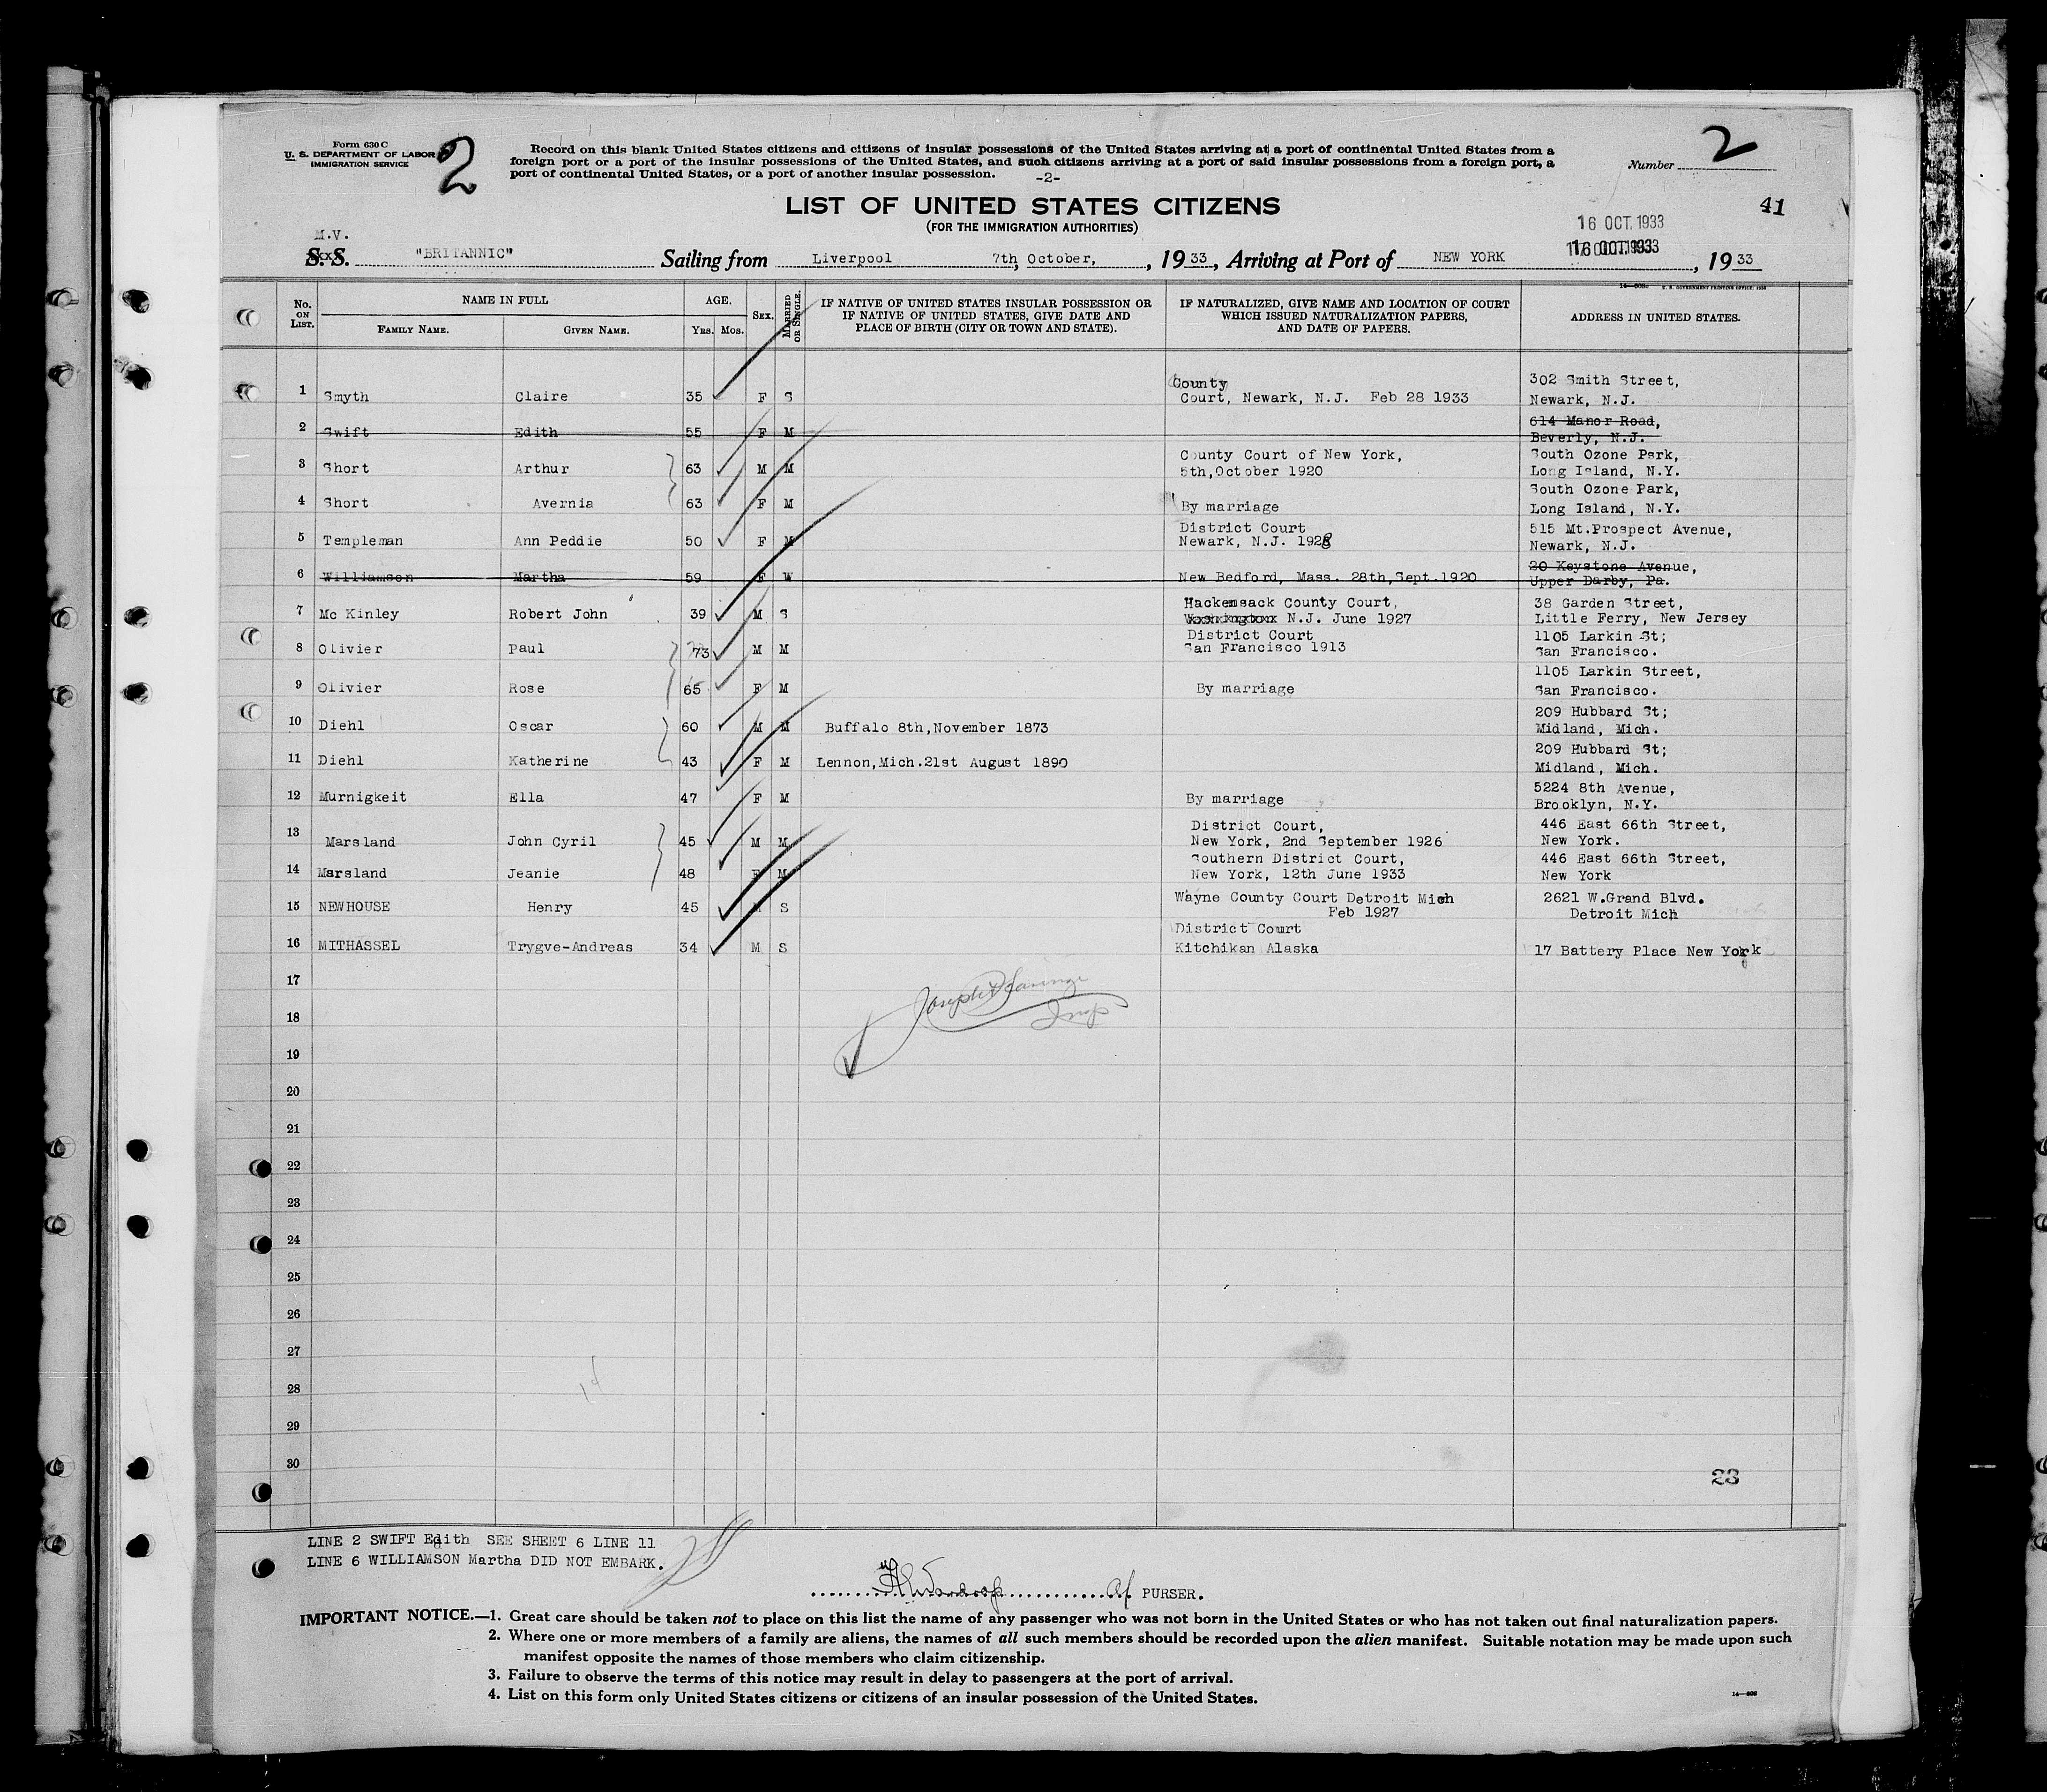 Form 630 C
U. S. DEPARTMENT OF LABOR
IMMIGRATION SERVICE
2
Record on this blank United States citizens and citizens of insular possessions of the United States arriving at a port of continental United States from a
foreign port or a port of the insular possessions of the United States, and such citizens arriving at a port of said insular possessions from a foreign port, a
port of continental United States, or a port of another insular possession.
-2-
Number 2
41
LIST OF UNITED STATES CITIZENS
(FOR THE IMMIGRATION AUTHORITIES)
16 OCT. 1933
16 OCT. 1933
M.V.
S. S. "BRITANNIC" Sailing from Liverpool 7th, October, , 19 33 , Arriving at Port of NEW YORK , 19 33
No. ON LIST. NAME IN FULL AGE. SEX. MARRIED OR SINGLE. IF NATIVE OF UNITED STATES INSULAR POSSESSION OR IF NATIVE OF UNITED STATES, GIVE DATE AND PLACE OF BIRTH (CITY OR TOWN AND STATE). IF NATURALIZED, GIVE NAME AND LOCATION OF COURT WHICH ISSUED NATURALIZATION PAPERS, AND DATE OF PAPERS. ADDRESS IN UNITED STATES.
FAMILY NAME. GIVEN NAME. YRS. MOS.
County 302 Smith Street,
1 Smyth Claire 35 F S Court, Newark, N.J. Feb 28 1933 Newark, N.J.
2 Swift Edith 55 F M 614 Manor Road,
Beverly, N.J.
3 Short Arthur 63 M M County Court of New York, South Ozone Park,
5th,October 1920 Long Island, N.Y.
South Ozone Park,
4 Short Avernia 63 F M By marriage Long Island, N.Y.
District Court 515 Mt.Prospect Avenue,
5 Templeman Ann Peddie 50 F M Newark, N.J. 1928 Newark, N.J.
20 Keystone Avenue,
6 Williamson Martha 59 F W New Bedford, Mass. 28th,Sept.1920 Upper Darby, Pa.
Hackensack County Court, 38 Garden Street,
7 Mc Kinley Robert John 39 M S N.J. June 1927 Little Ferry, New Jersey
District Court 1105 Larkin St;
8 Olivier Paul 73 M M San Francisco 1913 San Francisco.
1105 Larkin Street,
9 Olivier Rose 65 F M By marriage San Francisco.
209 Hubbard St;
10 Diehl Oscar 60 M M Buffalo 8th,November 1873 Midland, Mich.
209 Hubbard St;
11 Diehl Katherine 43 F M Lennon,Mich.21st August 1890 Midland, Mich.
5224 8th Avenue,
12 Murnigkeit Ella 47 F M By marriage Brooklyn, N.Y.
District Court, 446 East 66th Street,
13 Marsland John Cyril 45 M M New York, 2nd September 1926 New York.
Southern District Court, 446 East 66th Street,
14 Marsland Jeanie 48 F M New York, 12th June 1933 New York
15 NEWHOUSE Henry 45 M S Wayne County Court Detroit Mich 2621 W.Grand Blvd.
Feb 1927 Detroit Mich
District Court
16 MITHASSEL Trygve-Andreas 34 M S Kitchikan Alaska 17 Battery Place New York
17
Joseph
18 Insp
19
20
21
22
23
24
25
26
27
28
29
30
23
LINE 2 SWIFT Edith SEE SHEET 6 LINE 11
LINE 6 WILLIAMSON Martha DID NOT EMBARK.
PURSER.
IMPORTANT NOTICE.—1. Great care should be taken not to place on this list the name of any passenger who was not born in the United States or who has not taken out final naturalization papers.
2. Where one or more members of a family are aliens, the names of all such members should be recorded upon the alien manifest. Suitable notation may be made upon such
manifest opposite the names of those members who claim citizenship.
3. Failure to observe the terms of this notice may result in delay to passengers at the port of arrival.
4. List on this form only United States citizens or citizens of an insular possession of the United States.